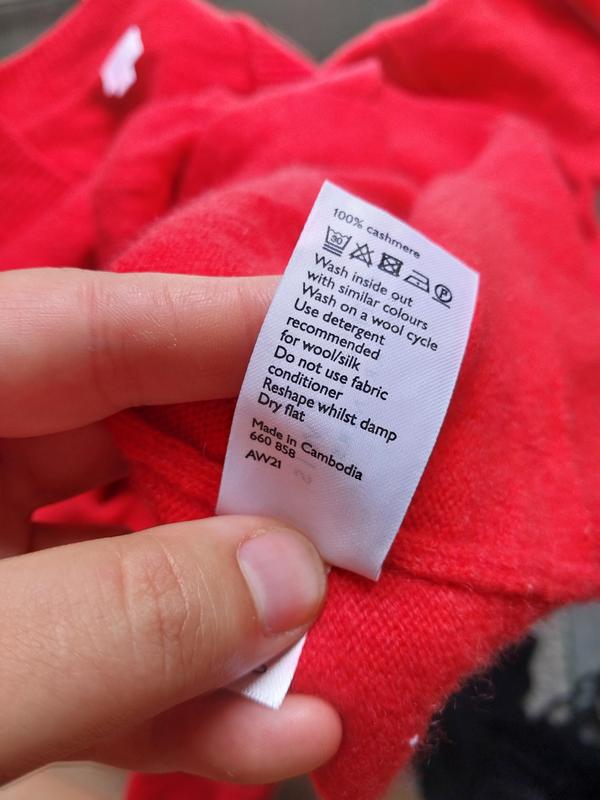 100% cashmere
30 P
Wash inside out
with similar colours
Wash on a wool cycle
Use detergent
recommended
for wool/silk
Do not use fabric
conditioner
Reshape whilst damp
Dry flat
Made in Cambodia
660 858
AW21